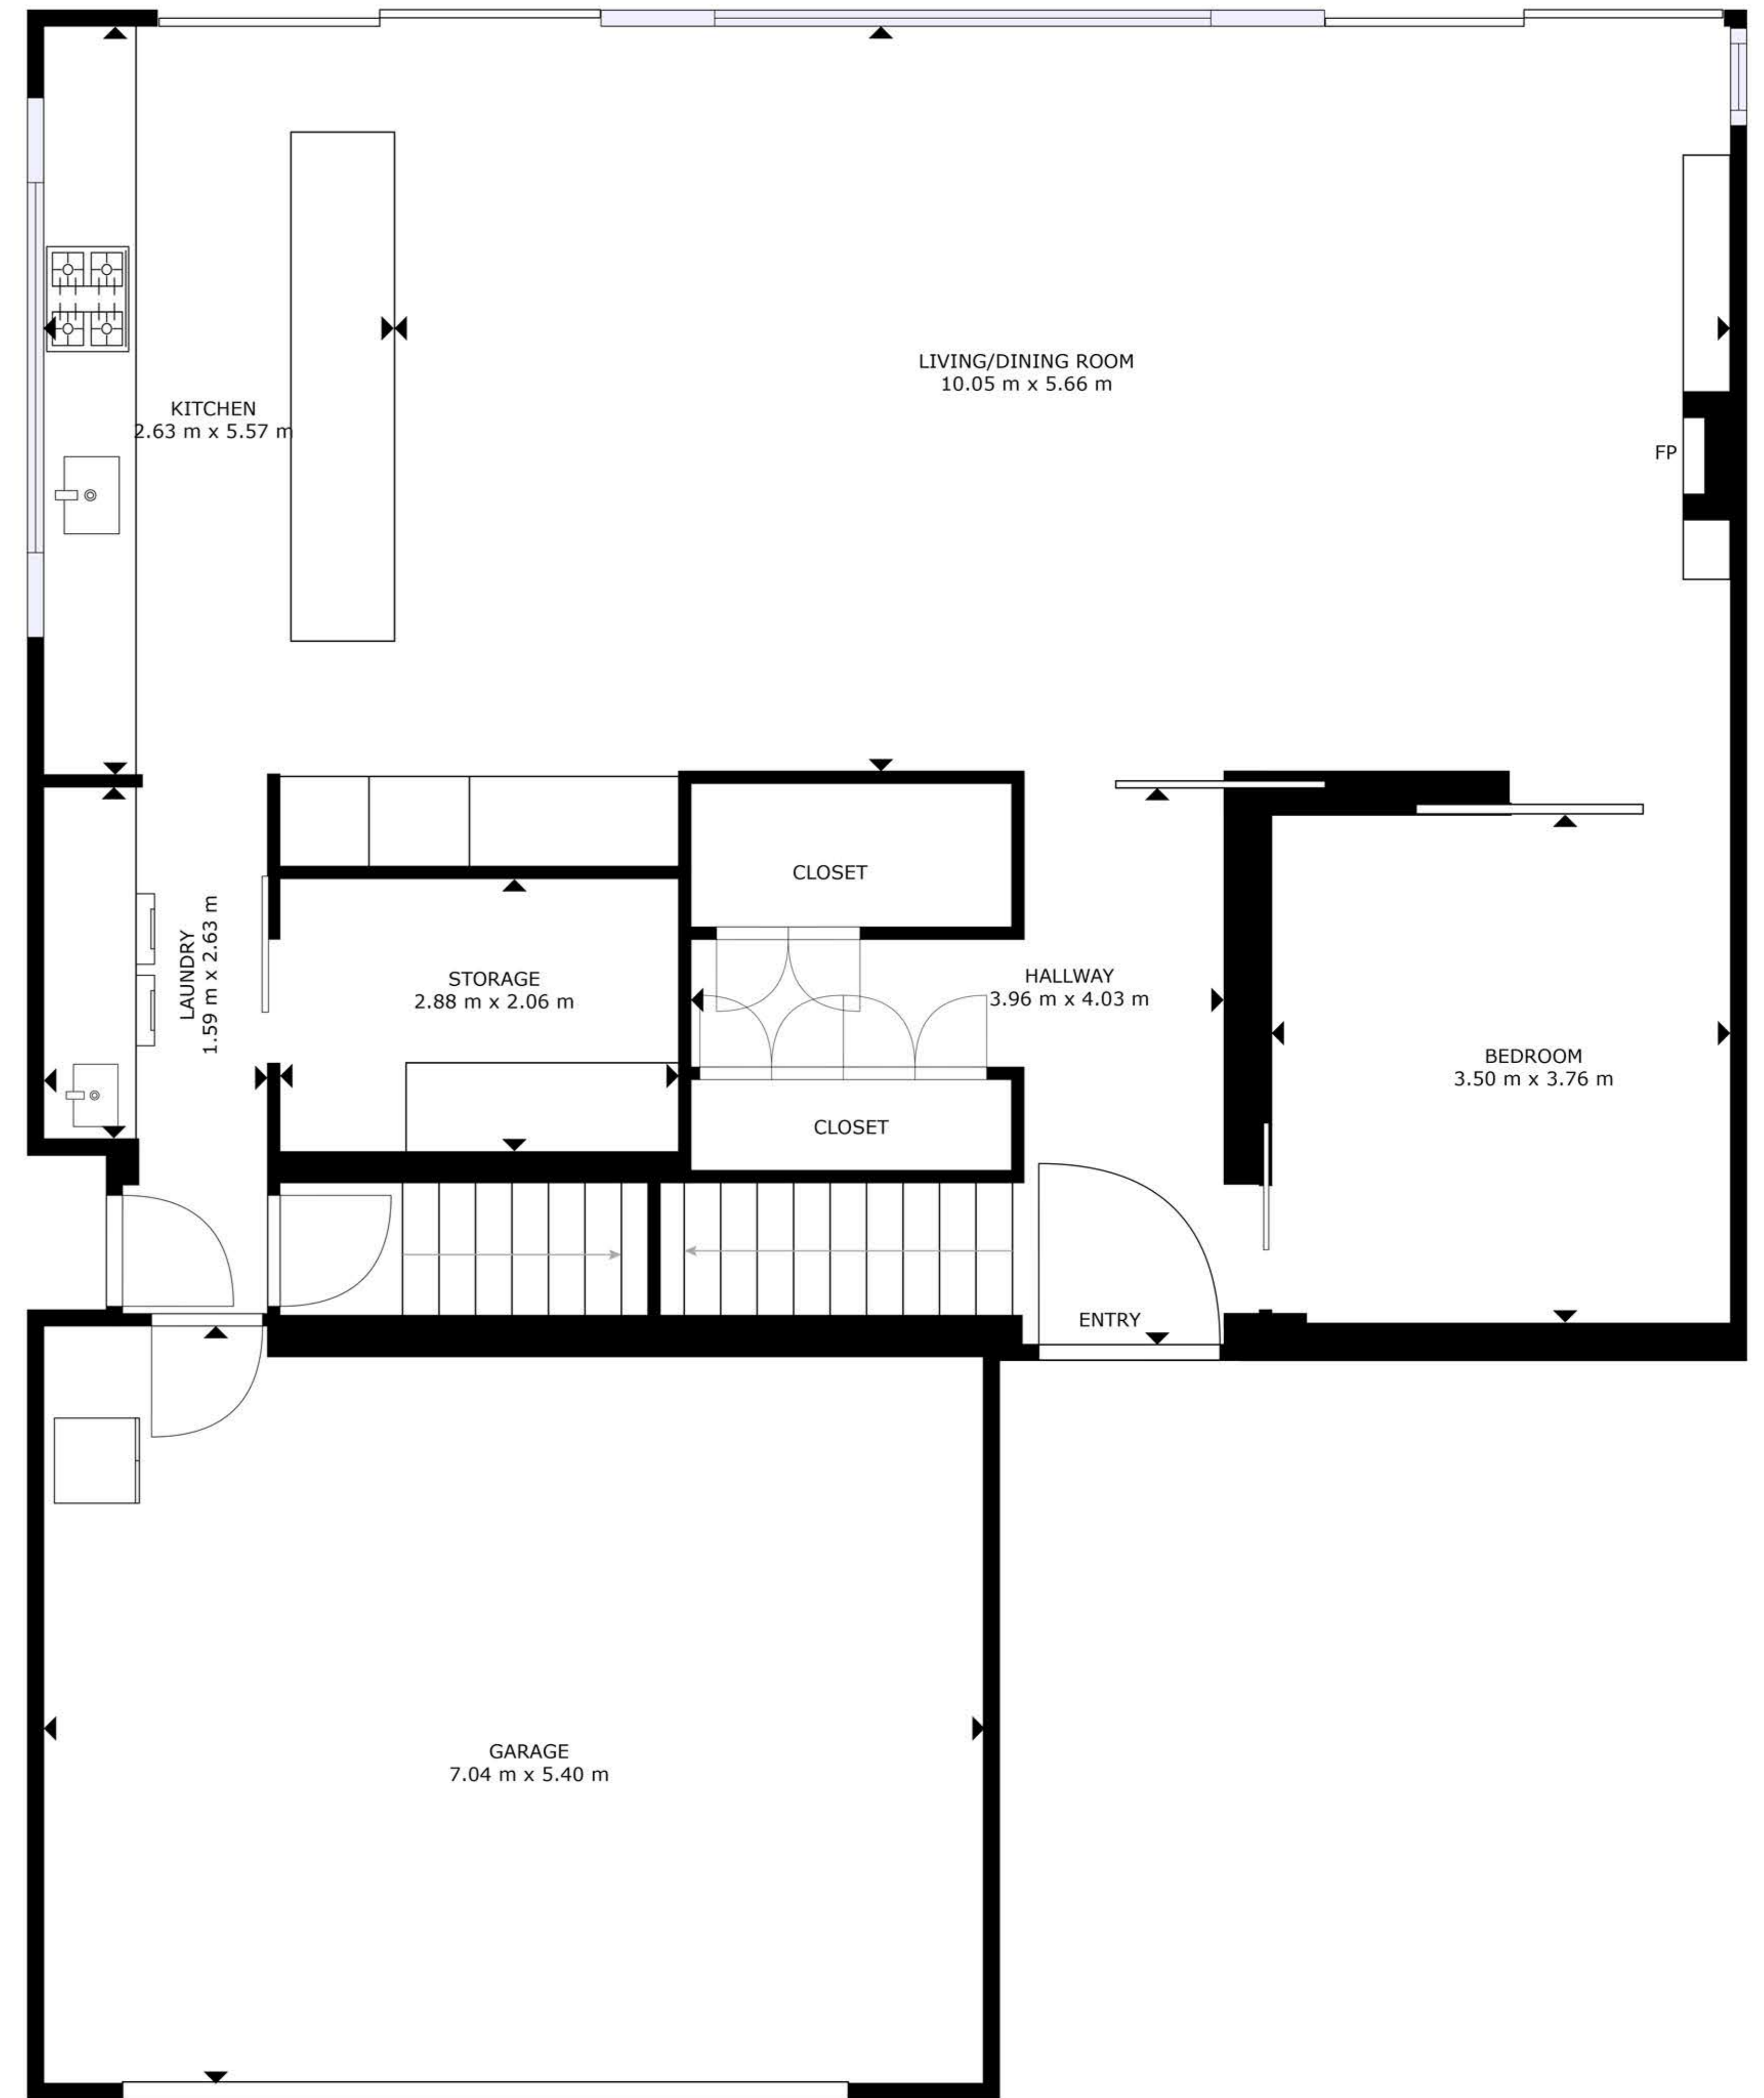 LIVING/DINING ROOM
10.05 m x 5.66 m
KITCHEN
2.63 m x 5.57 m
FP
CLOSET
LAUNDRY
1.59 m x 2.63 m
STORAGE
2.88 m x 2.06 m
HALLWAY
3.96 m x 4.03 m
BEDROOM
3.50 m x 3.76 m
CLOSET
ENTRY
GARAGE
7.04 m x 5.40 m